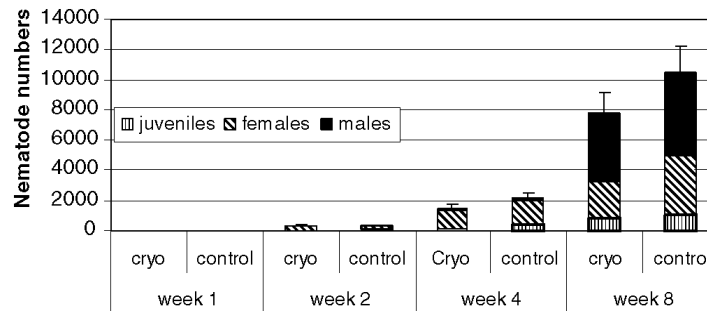 Nematode numbers
14000
12000
10000
8000
6000
4000
2000
0
juveniles females males
cryo control cryo control Cryo control cryo contro
week 1 week 2 week 4 week 8